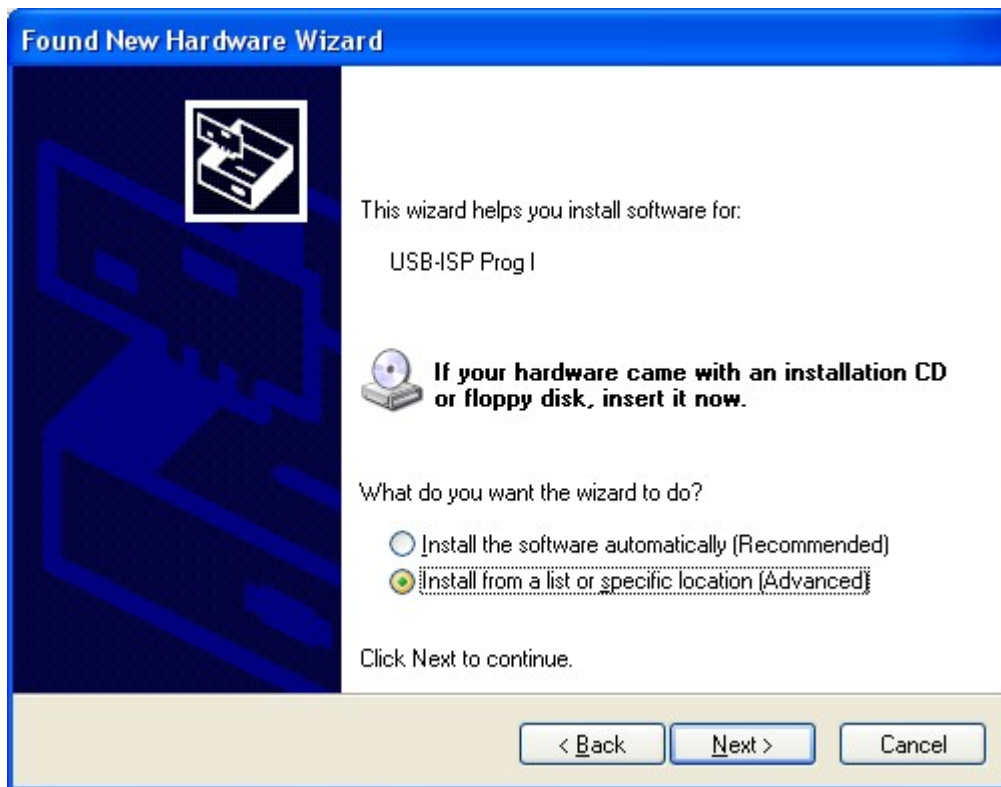 Found New Hardware Wizard
This wizard helps you install software for:
USB-ISP Prog I
If your hardware came with an installation CD
or floppy disk, insert it now.
What do you want the wizard to do?
Install the software automatically (Recommended)
Install from a list or specific location (Advanced)
Click Next to continue.
< Back Next > Cancel